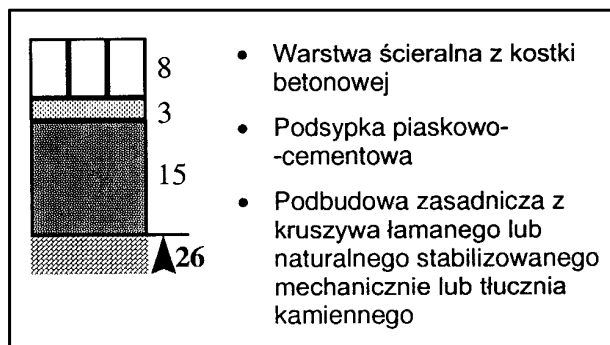 8
3
15
26
• Warstwa ścieralna z kostki
betonowej
• Podsypka piaskowo-
-cementowa
• Podbudowa zasadnicza z
kruszywa łamanego lub
naturalnego stabilizowanego
mechanicznie lub tłucznia
kamiennego